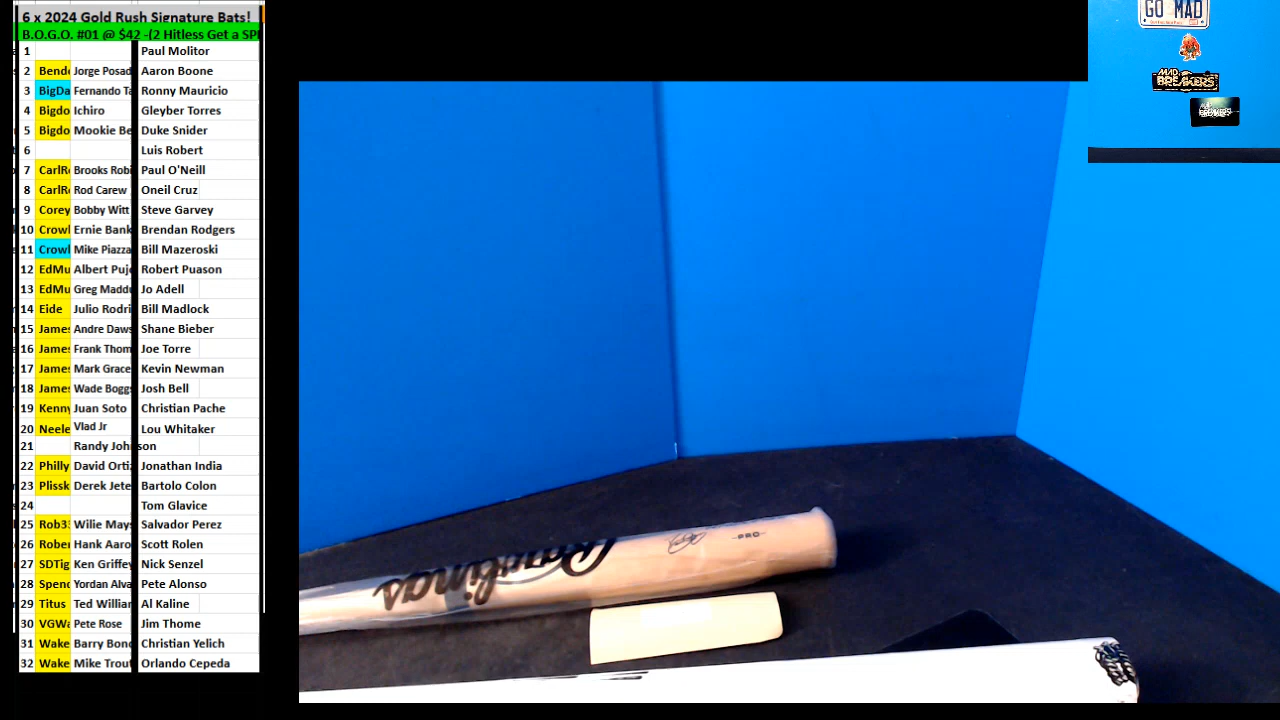 6 x 2024 Gold Rush Signature Bats!
B.O.G.O. #01 @ $42 -(2 Hitless Get a SP
1 Paul Molitor
2 Bende Jorge Posad Aaron Boone
3 BigDa Fernando Ta Ronny Mauricio
4 Bigdo Ichiro Gleyber Torres
5 Bigdo Mookie Be Duke Snider
6 Luis Robert
7 CarlR Brooks Robi Paul O'Neill
8 CarlR Rod Carew Oneil Cruz
9 Corey Bobby Witt Steve Garvey
10 Crowl Ernie Bank Brendan Rodgers
11 Crowl Mike Piazza Bill Mazeroski
12 EdMu Albert Pujo Robert Puason
13 EdMu Greg Maddu Jo Adell
14 Eide Julio Rodri Bill Madlock
15 James Andre Daws Shane Bieber
16 James Frank Thom Joe Torre
17 James Mark Grace Kevin Newman
18 James Wade Boggs Josh Bell
19 Kenny Juan Soto Christian Pache
20 Neele Vlad Jr Lou Whitaker
21 Randy Johnson
22 Philly David Orti Jonathan India
23 Plissk Derek Jete Bartolo Colon
24 Tom Glavice
25 Rob3 Wilie Mays Salvador Perez
26 Rober Hank Aaro Scott Rolen
27 SDTig Ken Griffey Nick Senzel
28 Spenc Yordan Alva Pete Alonso
29 Titus Ted Willian Al Kaline
30 VGWa Pete Rose Jim Thome
31 Wake Barry Bond Christian Yelich
32 Wake Mike Trout Orlando Cepeda
GO MAD
MAD
BREAKERS
Rawlings
PRO